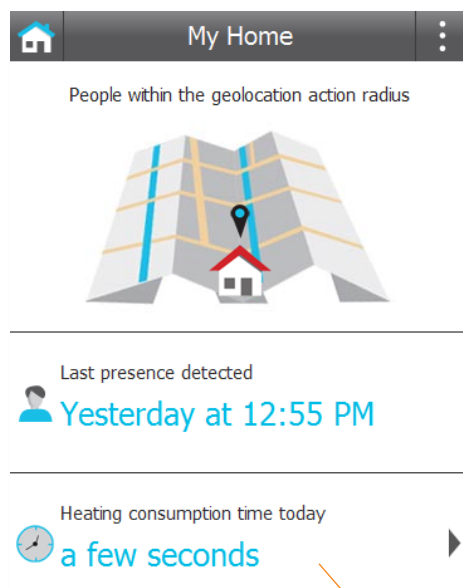 My Home
People within the geolocation action radius
Last presence detected
Yesterday at 12:55 PM
Heating consumption time today
a few seconds